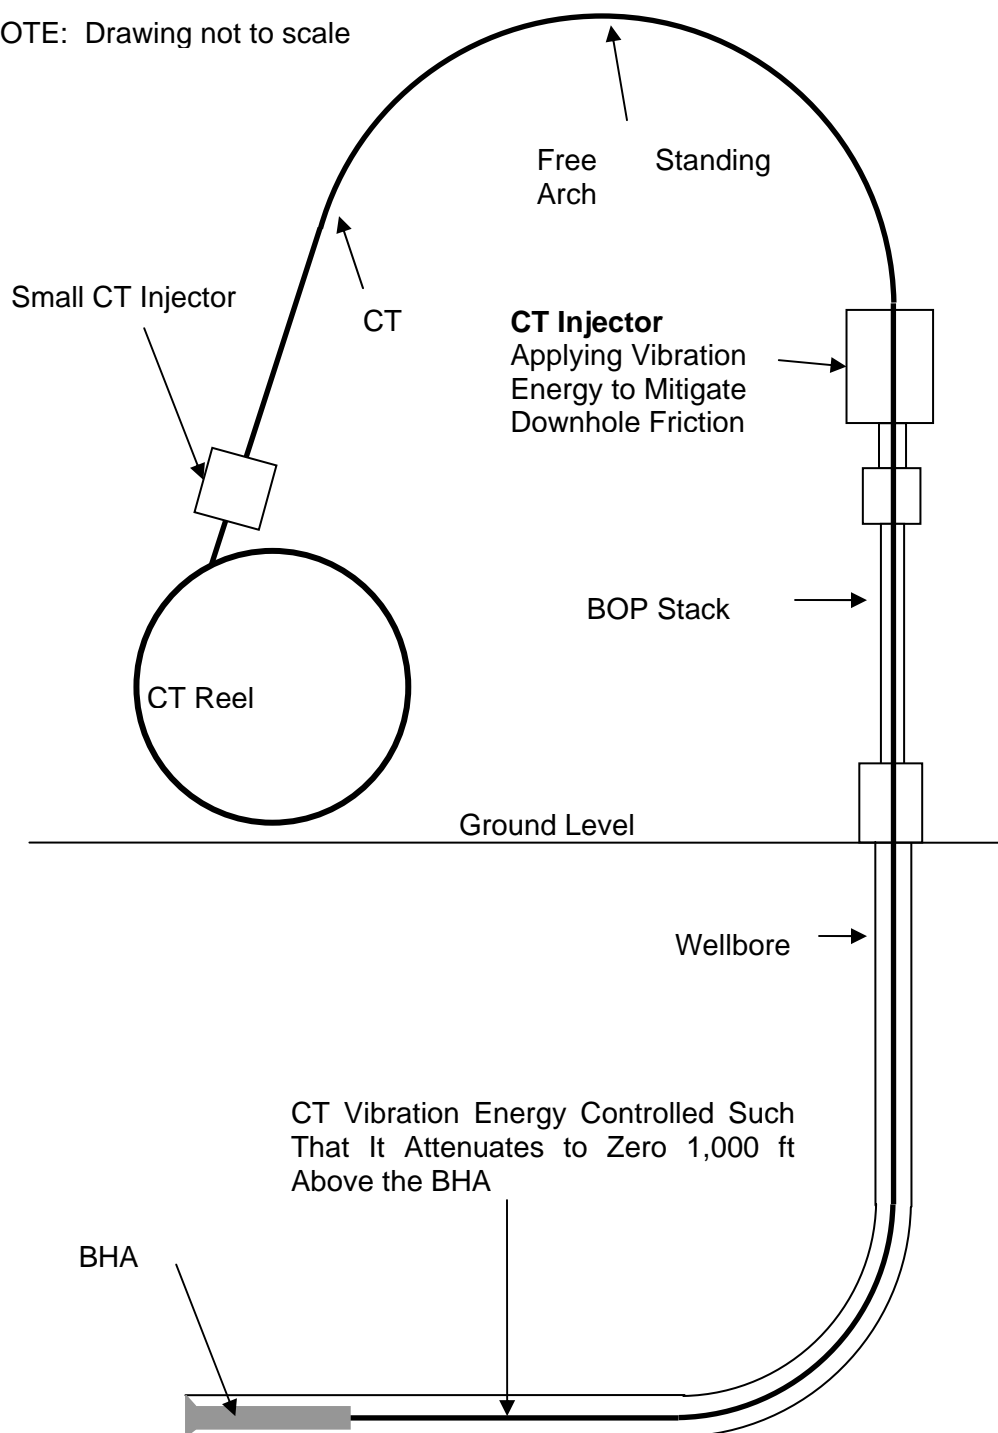 OTE: Drawing not to scale
Free Standing
Arch
Small CT Injector
CT
CT Injector
Applying Vibration
Energy to Mitigate
Downhole Friction
BOP Stack
CT Reel
Ground Level
Wellbore
CT Vibration Energy Controlled Such
That It Attenuates to Zero 1,000 ft
Above the BHA
BHA